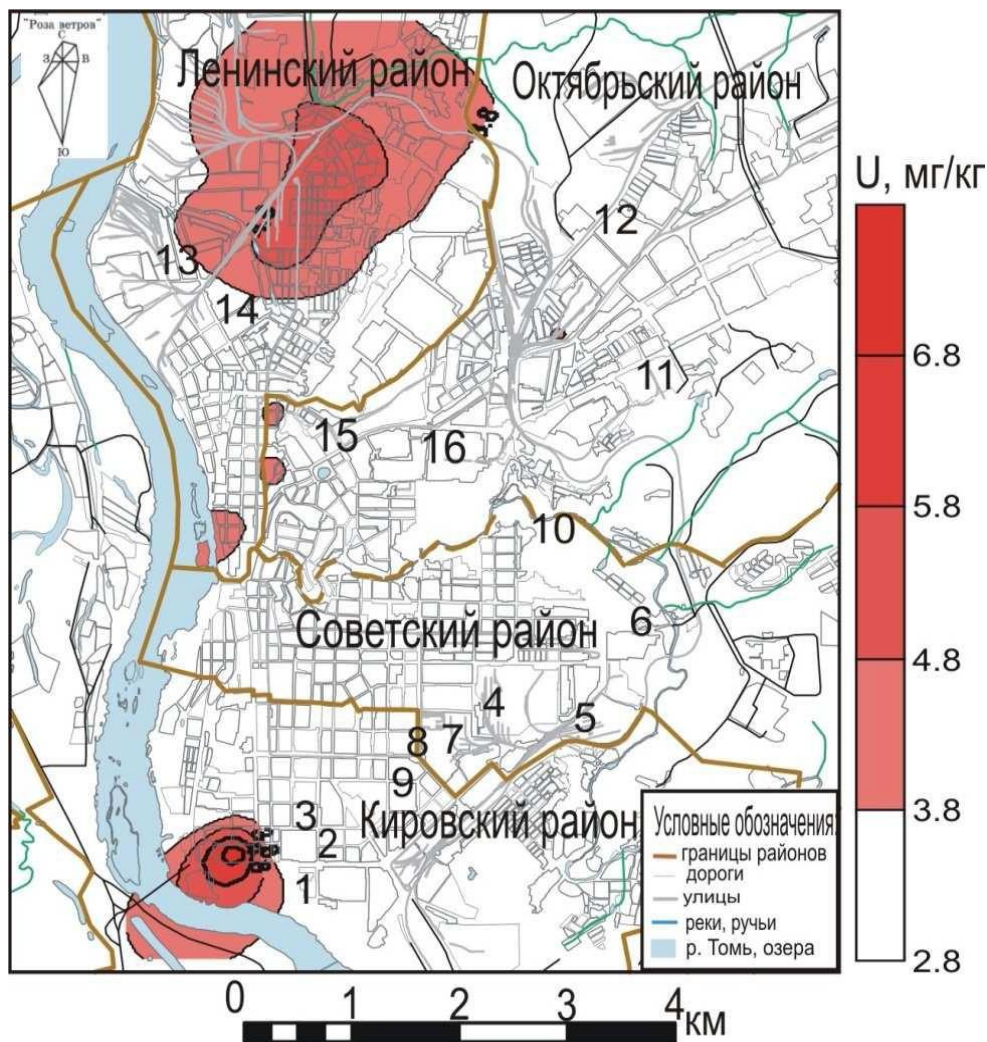 "Роза ветров"
С
З В
Ю
Ленинский район
Октябрьский район
U, мг/кг
12
13
14
11
15
16
10
6
Советский район
4
5
8 7
9
3
2
Кировский район
1
6.8
5.8
4.8
3.8
2.8
Условные обозначения:
границы районов
дороги
улицы
реки, ручьи
р. Томь, озера
0 1 2 3 4
км